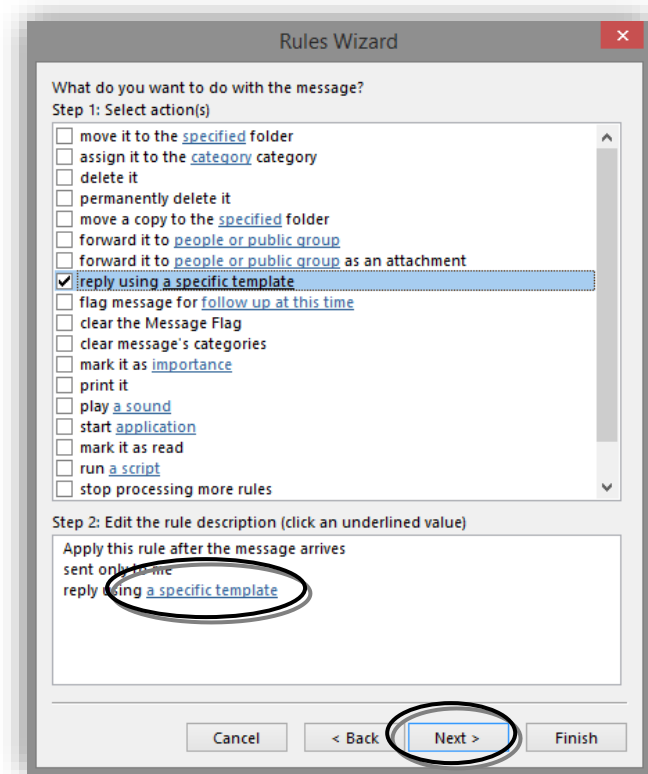 Rules Wizard
What do you want to do with the message?
Step 1: Select action(s)
move it to the specified folder
assign it to the category category
delete it
permanently delete it
move a copy to the specified folder
forward it to people or public group
forward it to people or public group as an attachment
reply using a specific template
flag message for follow up at this time
clear the Message Flag
clear message's categories
mark it as importance
print it
play a sound
start application
mark it as read
run a script
stop processing more rules
Step 2: Edit the rule description (click an underlined value)
Apply this rule after the message arrives
sent only to me
reply using a specific template
Cancel < Back Next > Finish